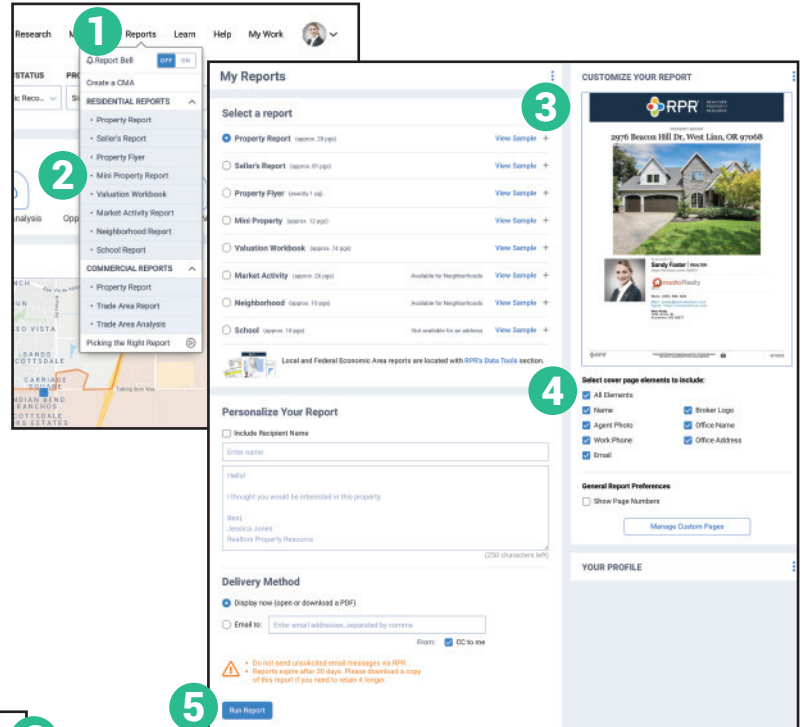 1
Research
Reports
Learn
Help
My Work
STATUS
Report Bell
OFF
ON
Create a CMA
RESIDENTIAL REPORTS
• Property Report
• Seller's Report
• Property Flyer
2
• Mini Property Report
• Valuation Workbook
• Market Activity Report
• Neighborhood Report
• School Report
COMMERCIAL REPORTS
• Property Report
• Trade Area Report
• Trade Area Analysis
Picking the Right Report
nalysis
SANDS
CARRIAGE
SQUARE
RANCHOS
My Reports
Select a report
3
Property Report (approx. 28 pgs) View Sample +
Seller's Report (approx. 51 pgs) View Sample +
Property Flyer (exactly 1 pg) View Sample +
Mini Property (approx. 12 pgs) View Sample +
Valuation Workbook (approx. 74 pgs) View Sample +
Market Activity (approx. 25 pgs) Available for Neighborhoods View Sample +
Neighborhood (approx. 10 pgs) Available for Neighborhoods View Sample +
School (approx. 18 pgs) Not available for an address View Sample +
Local and Federal Economic Area reports are located with RPR's Data Tools section.
Personalize Your Report
Include Recipient Name
Enter name
Hello!
I thought you would be interested in this property.
Best,
Jessica Jones
Realtors Property Resource
(250 characters left)
Delivery Method
Display now (open or download a PDF)
Email to: Enter email addresses, separated by comma
From: CC to me
• Do not send unsolicited email messages via RPR.
• Reports expire after 30 days. Please download a copy
of this report if you need to retain it longer.
5
Run Report
CUSTOMIZE YOUR REPORT
RPR REALTORS PROPERTY RESOURCE
PROPERTY REPORT
2976 Beacon Hill Dr, West Linn, OR 97068
Sandy Foster | REALTOR
RPR
4
Select cover page elements to include:
All Elements
Name
Broker Logo
Agent Photo
Office Name
Work Phone
Office Address
Email
General Report Preferences
Show Page Numbers
Manage Custom Pages
YOUR PROFILE